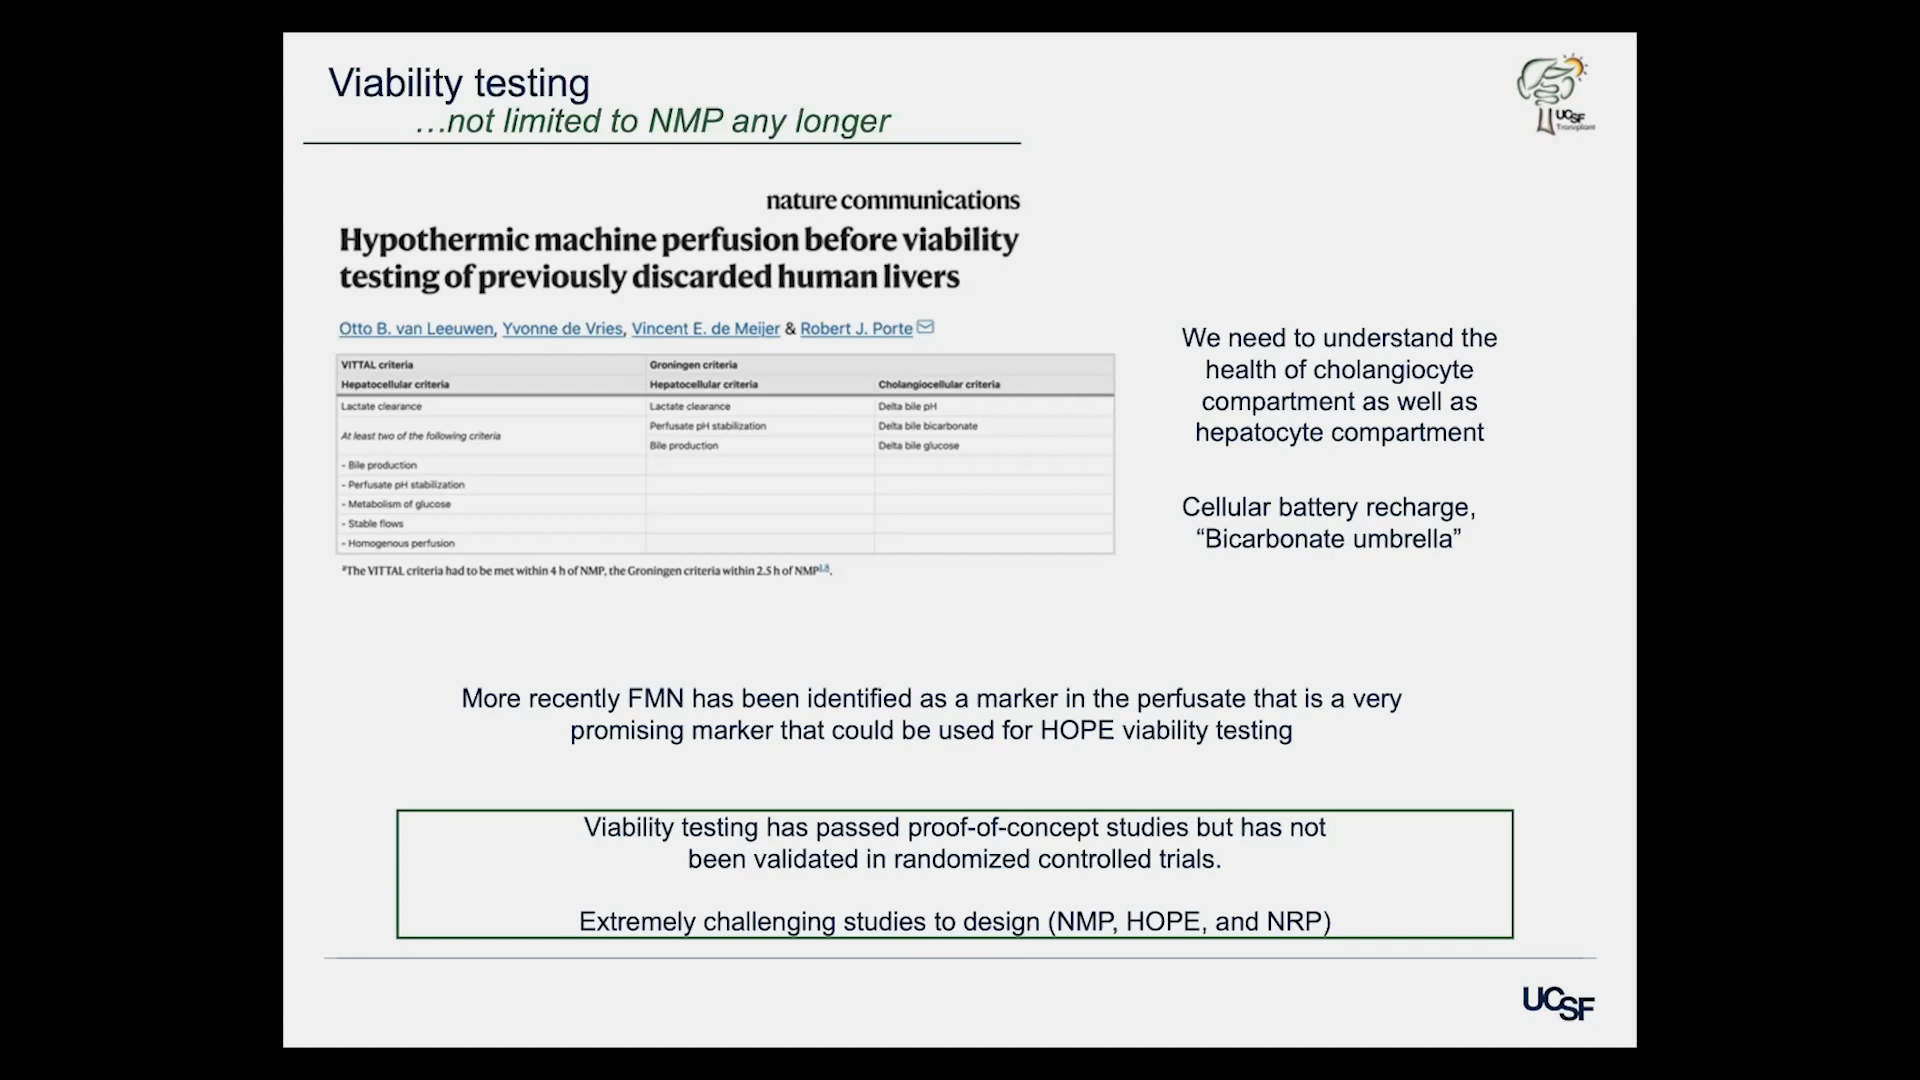 Viability testing
…not limited to NMP any longer
UCSF
Transplant
nature communications
Hypothermic machine perfusion before viability
testing of previously discarded human livers
Otto B. van Leeuwen, Yvonne de Vries, Vincent E. de Meijer & Robert J. Porte
VITTAL criteria Groningen criteria
Hepatocellular criteria Hepatocellular criteria Cholangiocellular criteria
Lactate clearance Lactate clearance Delta bile pH
At least two of the following criteria Perfusate pH stabilization Delta bile bicarbonate
Bile production Delta bile glucose
- Bile production
- Perfusate pH stabilization
- Metabolism of glucose
- Stable flows
- Homogenous perfusion
ªThe VITTAL criteria had to be met within 4 h of NMP, the Groningen criteria within 2.5 h of NMP1,8.
We need to understand the
health of cholangiocyte
compartment as well as
hepatocyte compartment
Cellular battery recharge,
“Bicarbonate umbrella”
More recently FMN has been identified as a marker in the perfusate that is a very
promising marker that could be used for HOPE viability testing
Viability testing has passed proof-of-concept studies but has not
been validated in randomized controlled trials.
Extremely challenging studies to design (NMP, HOPE, and NRP)
UCSF